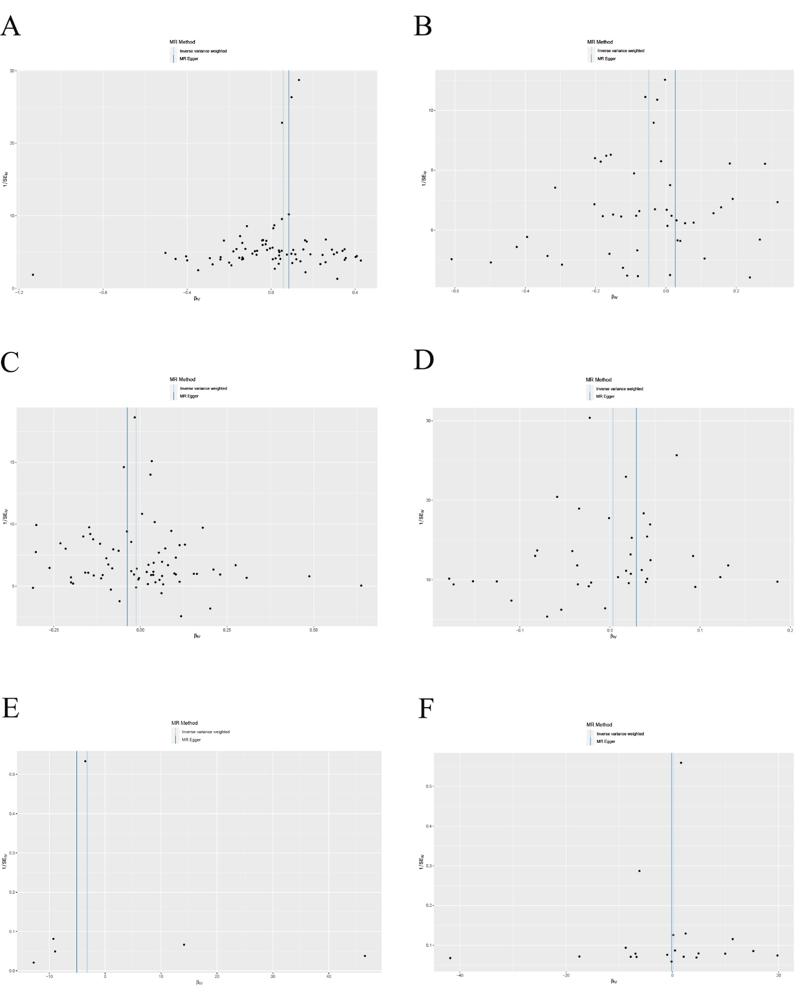 A
MR Method
Inverse variance weighted
MR Egger
30
20
10
0
1/SEIV
−1.2 −0.8 −0.4 0.0 0.4
βIV
B
MR Method
Inverse variance weighted
MR Egger
10
8
6
1/SEIV
−0.6 −0.4 −0.2 0.0 0.2
βIV
C
MR Method
Inverse variance weighted
MR Egger
15
10
5
1/SEIV
−0.25 0.00 0.25 0.50
βIV
D
MR Method
Inverse variance weighted
MR Egger
30
20
10
1/SEIV
−0.1 0.0 0.1 0.2
βIV
E
MR Method
Inverse variance weighted
MR Egger
0.5
0.4
0.3
0.2
0.1
0.0
1/SEIV
−10 0 10 20 30 40
βIV
F
MR Method
Inverse variance weighted
MR Egger
0.5
0.4
0.3
0.2
0.1
1/SEIV
−40 −20 0 20
βIV